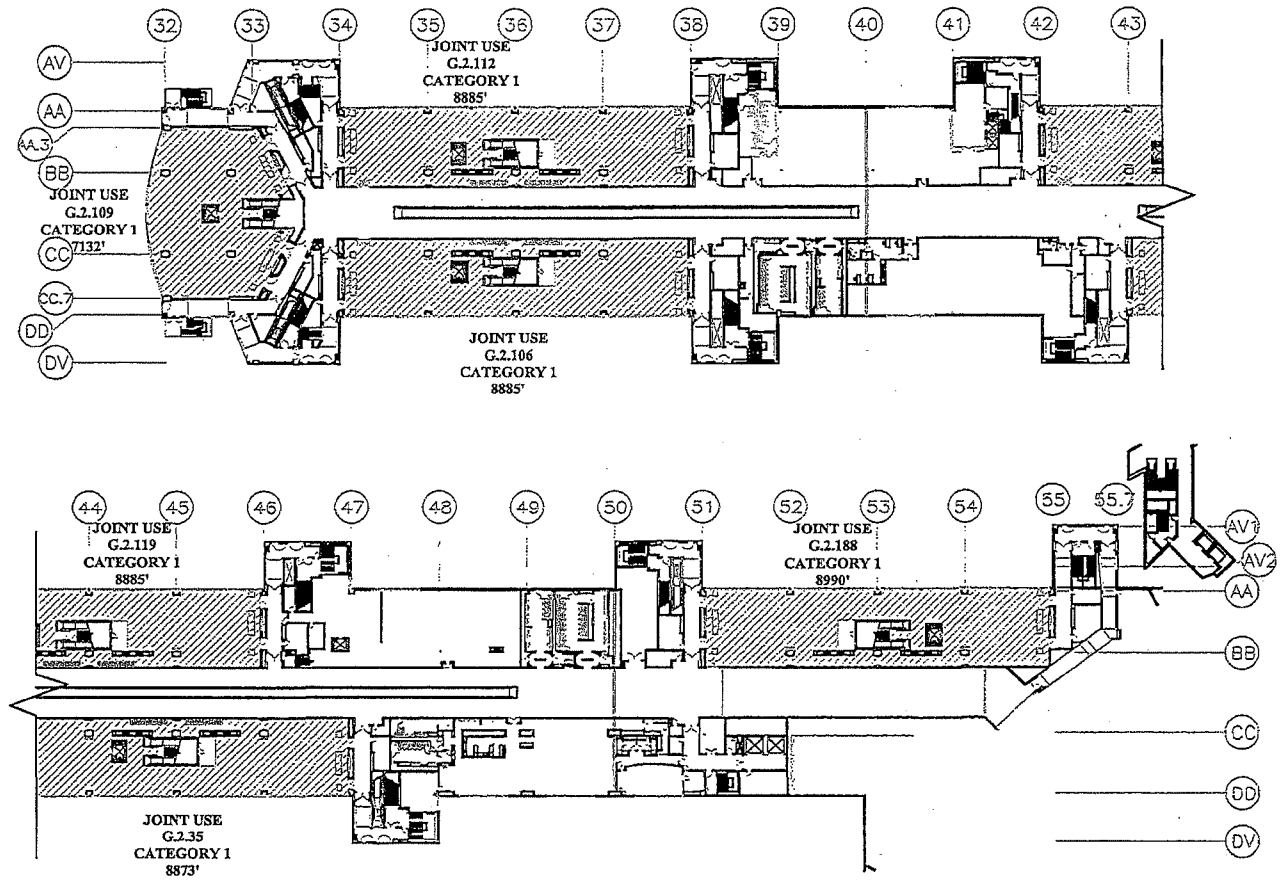 32
33
34
35
36
37
38
39
40
41
42
43
JOINT USE
G.2.112
CATEGORY 1
8885'
AV
AA
AA.3
BB
JOINT USE
G.2.109
CATEGORY 1
7132'
CC
CC.7
DD
DV
JOINT USE
G.2.106
CATEGORY 1
8885'
44
45
46
47
48
49
50
51
52
53
54
55
55.7
JOINT USE
G.2.119
CATEGORY 1
8885'
JOINT USE
G.2.188
CATEGORY 1
8990'
AV1
AV2
AA
BB
CC
DD
DV
JOINT USE
G.2.35
CATEGORY 1
8873'